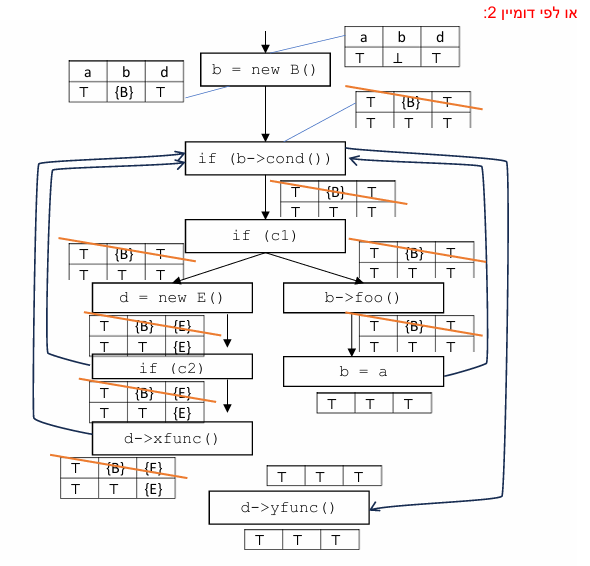 או לפי דומיין 2:
a b d
T ⊥ T
a b d
T {B} T
b = new B()
T {B} T
T T T
if (b->cond())
T {B} T
T T T
if (c1)
T {B} T
T T T
T {B} T
T T T
d = new E()
b->foo()
T {B} {E}
T T {E}
T {B} T
T T T
if (c2)
b = a
T {B} {E}
T T {E}
T T T
d->xfunc()
T {B} {E}
T T {E}
T T T
d->yfunc()
T T T